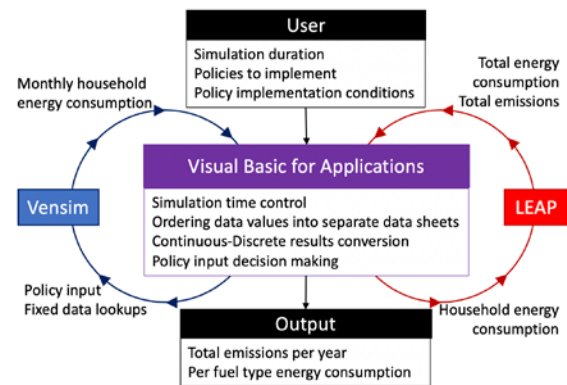 User
Simulation duration
Policies to implement
Policy implementation conditions
Monthly household
energy consumption
Total energy
consumption
Total emissions
Visual Basic for Applications
Simulation time control
Ordering data values into separate data sheets
Continuous-Discrete results conversion
Policy input decision making
Vensim
LEAP
Policy input
Fixed data lookups
Household energy
consumption
Output
Total emissions per year
Per fuel type energy consumption